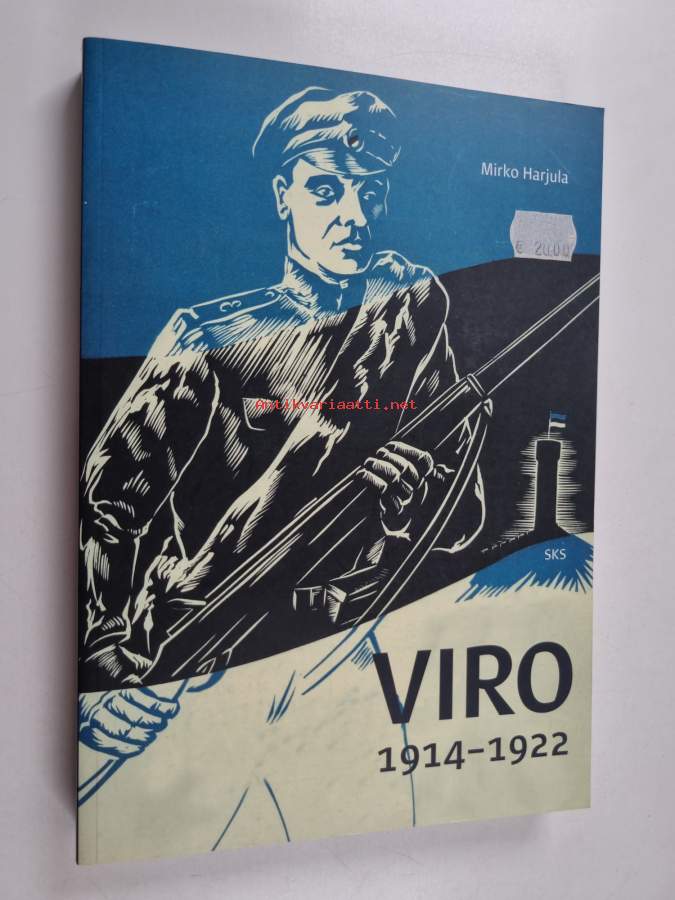 Mirko Harjula
€ 20.00
Antikvariaatti.net
SKS
VIRO
1914–1922